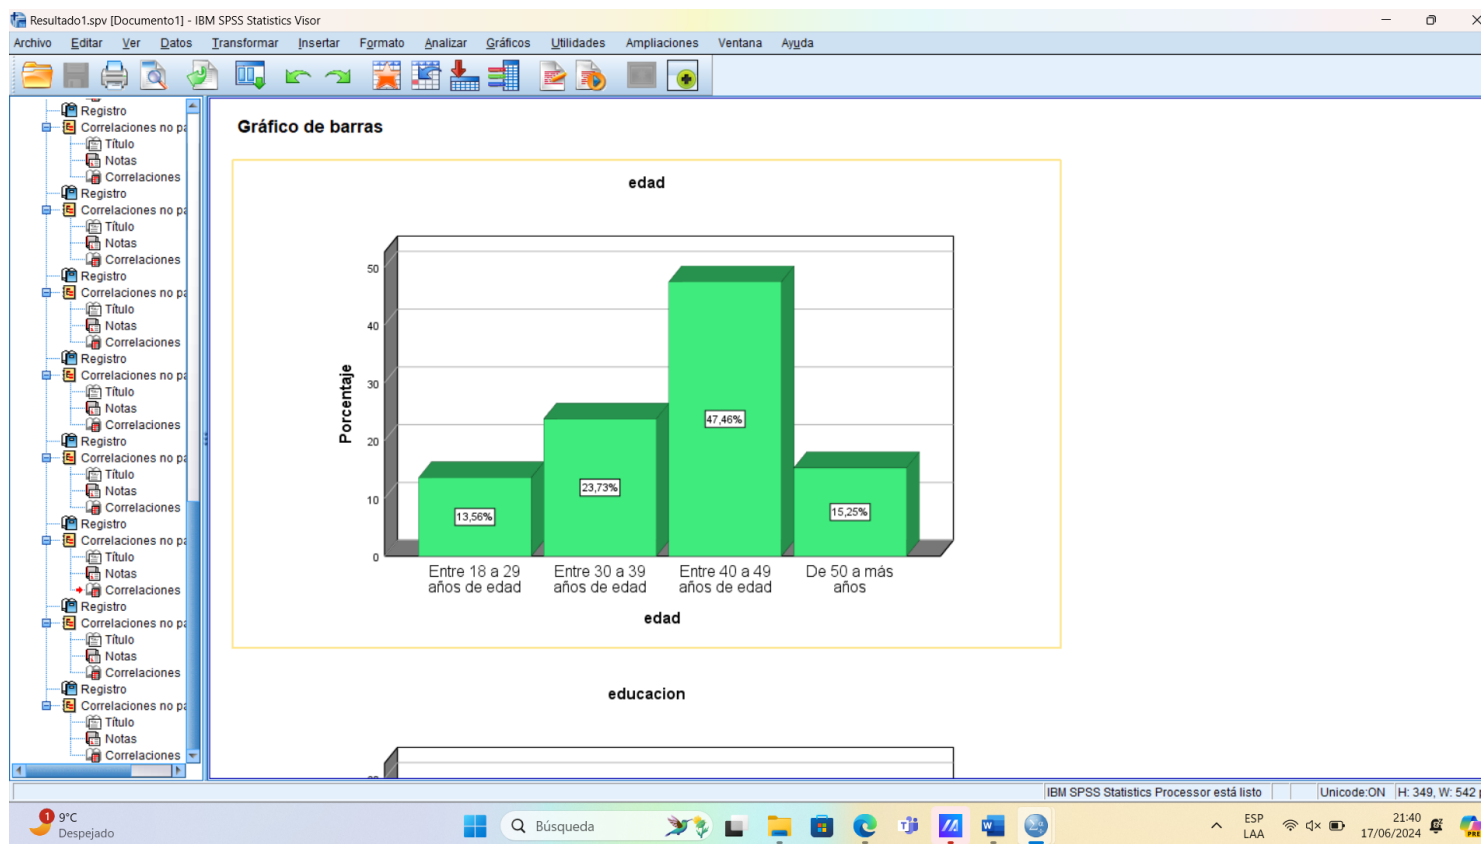 Resultado1.spv [Documento1] - IBM SPSS Statistics Visor
Archivo Editar Ver Datos Transformar Insertar Formato Analizar Gráficos Utilidades Ampliaciones Ventana Ayuda
Registro
Correlaciones no pa
Título
Notas
Correlaciones
Registro
Correlaciones no pa
Título
Notas
Correlaciones
Registro
Correlaciones no pa
Título
Notas
Correlaciones
Registro
Correlaciones no pa
Título
Notas
Correlaciones
Registro
Correlaciones no pa
Título
Notas
Correlaciones
Registro
Correlaciones no pa
Título
Notas
Correlaciones
Registro
Correlaciones no pa
Título
Notas
Correlaciones
Registro
Correlaciones no pa
Título
Notas
Correlaciones
Gráfico de barras
edad
Porcentaje
50
40
30
20
10
0
13,56%
23,73%
47,46%
15,25%
Entre 18 a 29
años de edad
Entre 30 a 39
años de edad
Entre 40 a 49
años de edad
De 50 a más
años
edad
educacion
IBM SPSS Statistics Processor está listo
Unicode:ON
H: 349, W: 542
1
9°C
Despejado
Búsqueda
ESP
LAA
21:40
17/06/2024
PRE